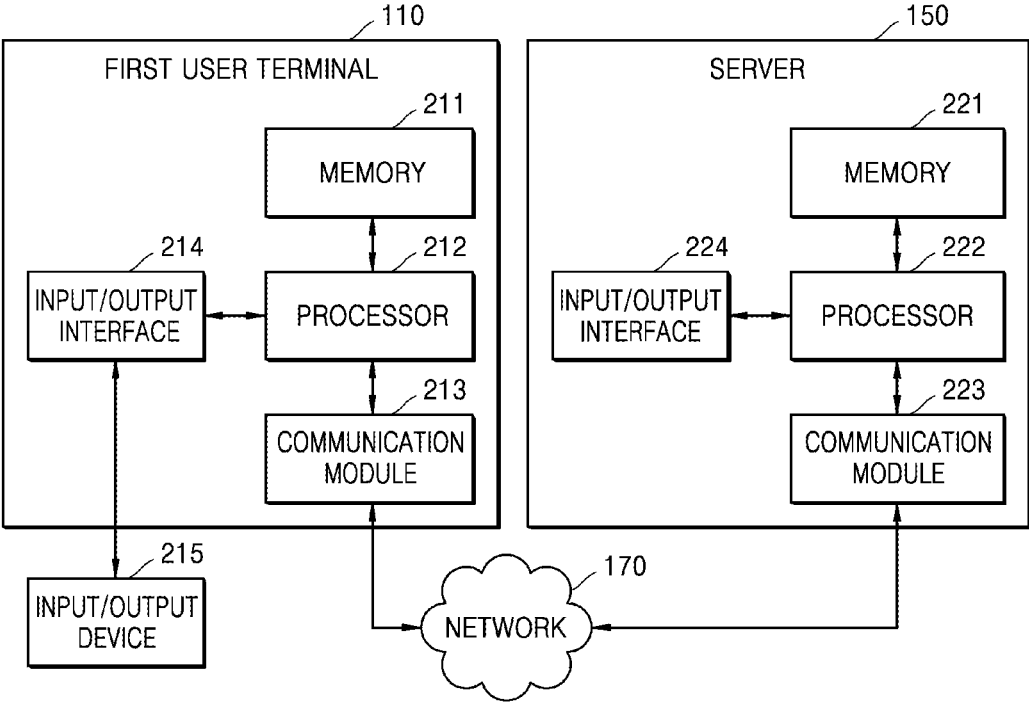 110
150
FIRST USER TERMINAL
SERVER
211
221
MEMORY
MEMORY
214
212
224
222
INPUT/OUTPUT
INTERFACE
PROCESSOR
INPUT/OUTPUT
INTERFACE
PROCESSOR
213
223
COMMUNICATION
MODULE
COMMUNICATION
MODULE
215
170
INPUT/OUTPUT
DEVICE
NETWORK